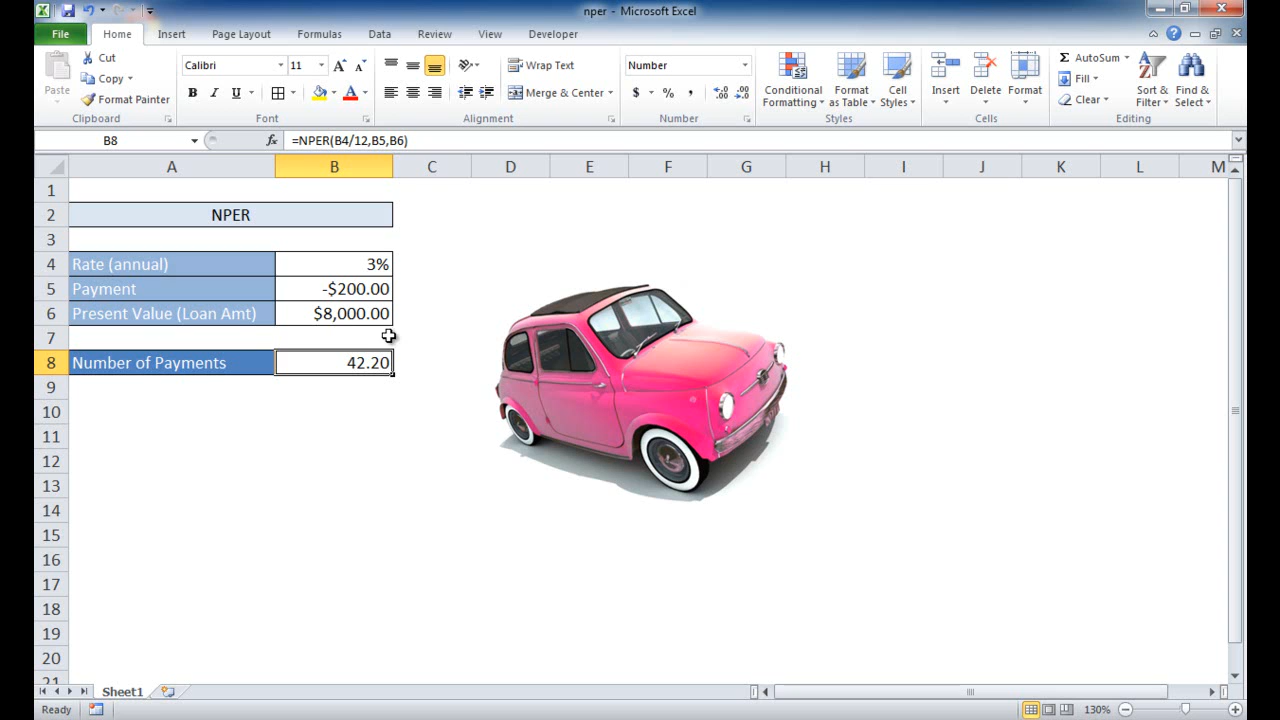 nper - Microsoft Excel
File Home Insert Page Layout Formulas Data Review View Developer
Cut
Calibri 11 Wrap Text Number AutoSum
Copy Fill
Paste Format Painter B I U A Merge & Center $ % , Conditional Formatting Format as Table Cell Styles Insert Delete Format Clear Sort & Filter Find & Select
Clipboard Font Alignment Number Styles Cells Editing
B8 fx =NPER(B4/12,B5,B6)
A B C D E F G H I J K L M
1
2 NPER
3
4 Rate (annual) 3%
5 Payment -$200.00
6 Present Value (Loan Amt) $8,000.00
7
8 Number of Payments 42.20
9
10
11
12
13
14
15
16
17
18
19
20
21
Sheet1
Ready 130%